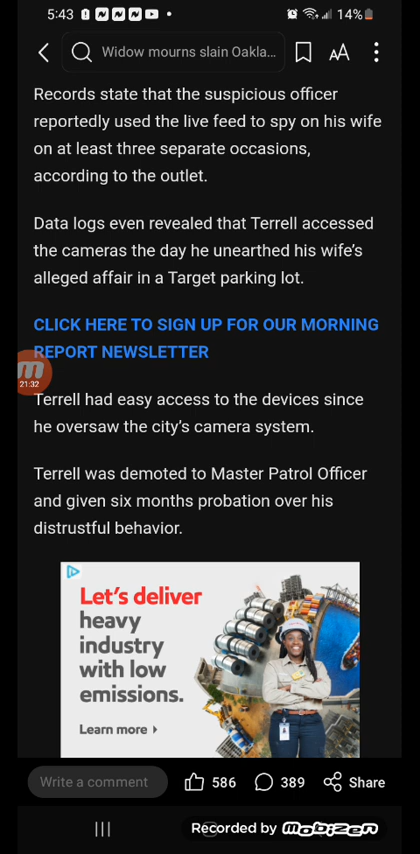 5:43
14%
Widow mourns slain Oakla...
AA
Records state that the suspicious officer
reportedly used the live feed to spy on his wife
on at least three separate occasions,
according to the outlet.
Data logs even revealed that Terrell accessed
the cameras the day he unearthed his wife's
alleged affair in a Target parking lot.
CLICK HERE TO SIGN UP FOR OUR MORNING
REPORT NEWSLETTER
21:32
Terrell had easy access to the devices since
he oversaw the city's camera system.
Terrell was demoted to Master Patrol Officer
and given six months probation over his
distrustful behavior.
Let's deliver
heavy
industry
with low
emissions.
Learn more
Write a comment
586
389
Share
Recorded by mobizen